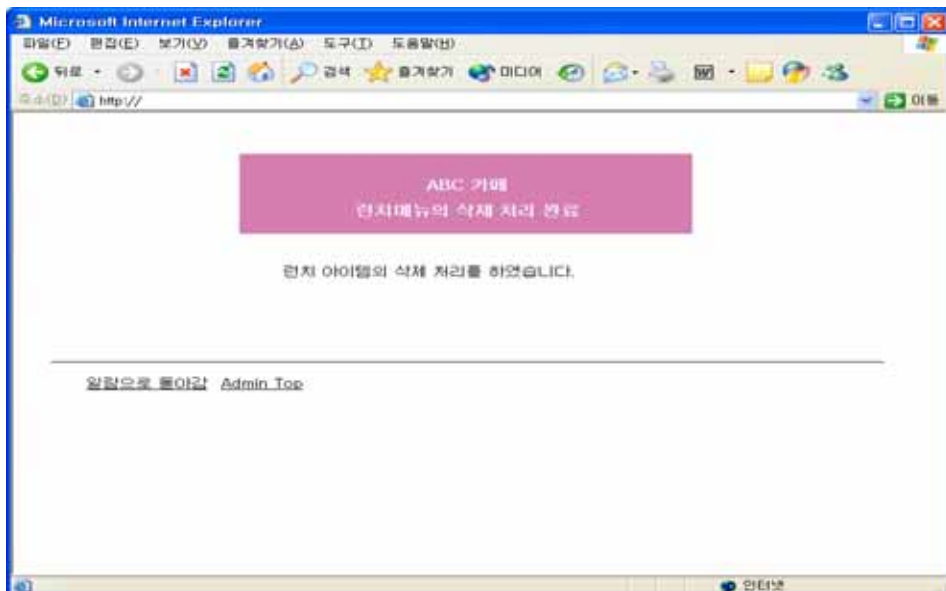 Microsoft Internet Explorer
파일(F) 편집(E) 보기(V) 즐겨찾기(A) 도구(T) 도움말(H)
뒤로 검색 즐겨찾기 미디어 W
주소(D) http:// 이동
ABC 카페
런치메뉴의 삭제 처리 완료
런치 아이템의 삭제 처리를 하였습니다.
일람으로 돌아감 Admin Top
인터넷